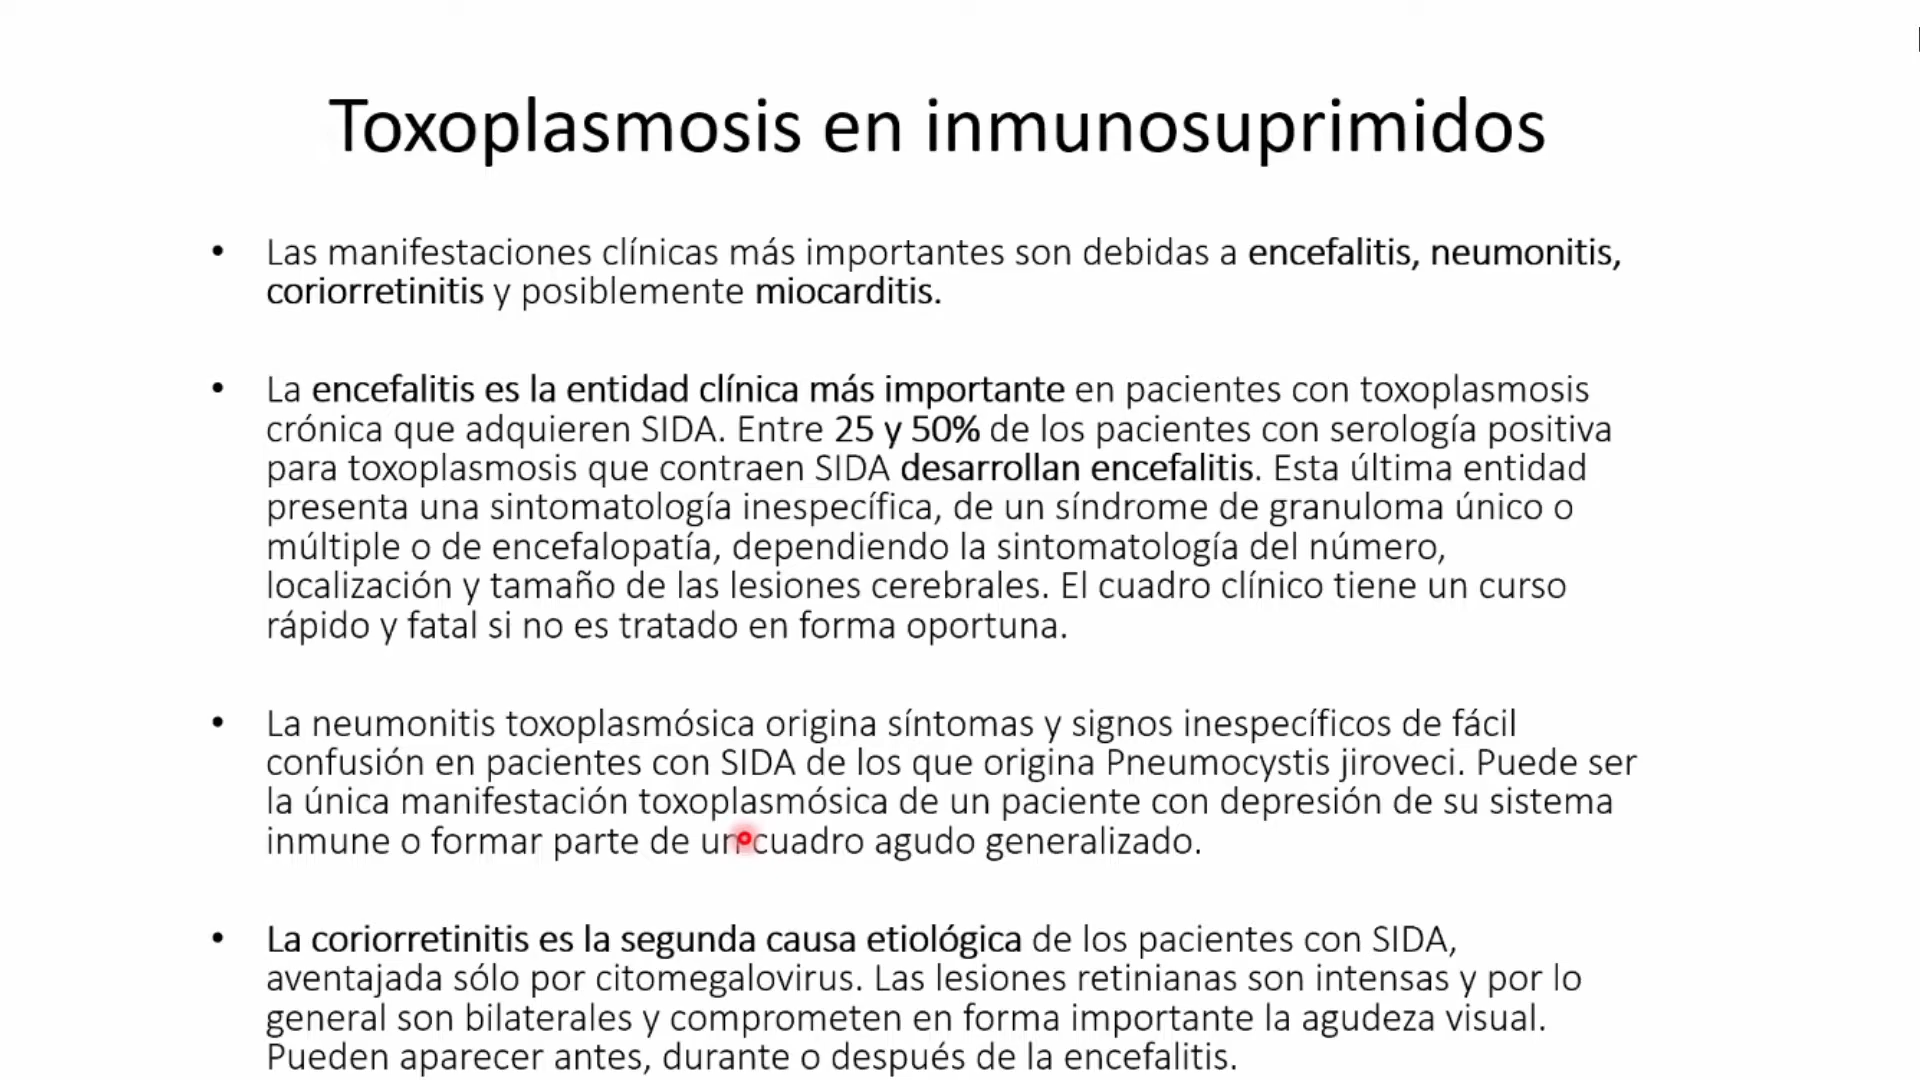 Toxoplasmosis en inmunosuprimidos
• Las manifestaciones clínicas más importantes son debidas a encefalitis, neumonitis,
coriorretinitis y posiblemente miocarditis.
• La encefalitis es la entidad clínica más importante en pacientes con toxoplasmosis
crónica que adquieren SIDA. Entre 25 y 50% de los pacientes con serología positiva
para toxoplasmosis que contraen SIDA desarrollan encefalitis. Esta última entidad
presenta una sintomatología inespecífica, de un síndrome de granuloma único o
múltiple o de encefalopatía, dependiendo la sintomatología del número,
localización y tamaño de las lesiones cerebrales. El cuadro clínico tiene un curso
rápido y fatal si no es tratado en forma oportuna.
• La neumonitis toxoplasmósica origina síntomas y signos inespecíficos de fácil
confusión en pacientes con SIDA de los que origina Pneumocystis jiroveci. Puede ser
la única manifestación toxoplasmósica de un paciente con depresión de su sistema
inmune o formar parte de un cuadro agudo generalizado.
• La coriorretinitis es la segunda causa etiológica de los pacientes con SIDA,
aventajada sólo por citomegalovirus. Las lesiones retinianas son intensas y por lo
general son bilaterales y comprometen en forma importante la agudeza visual.
Pueden aparecer antes, durante o después de la encefalitis.